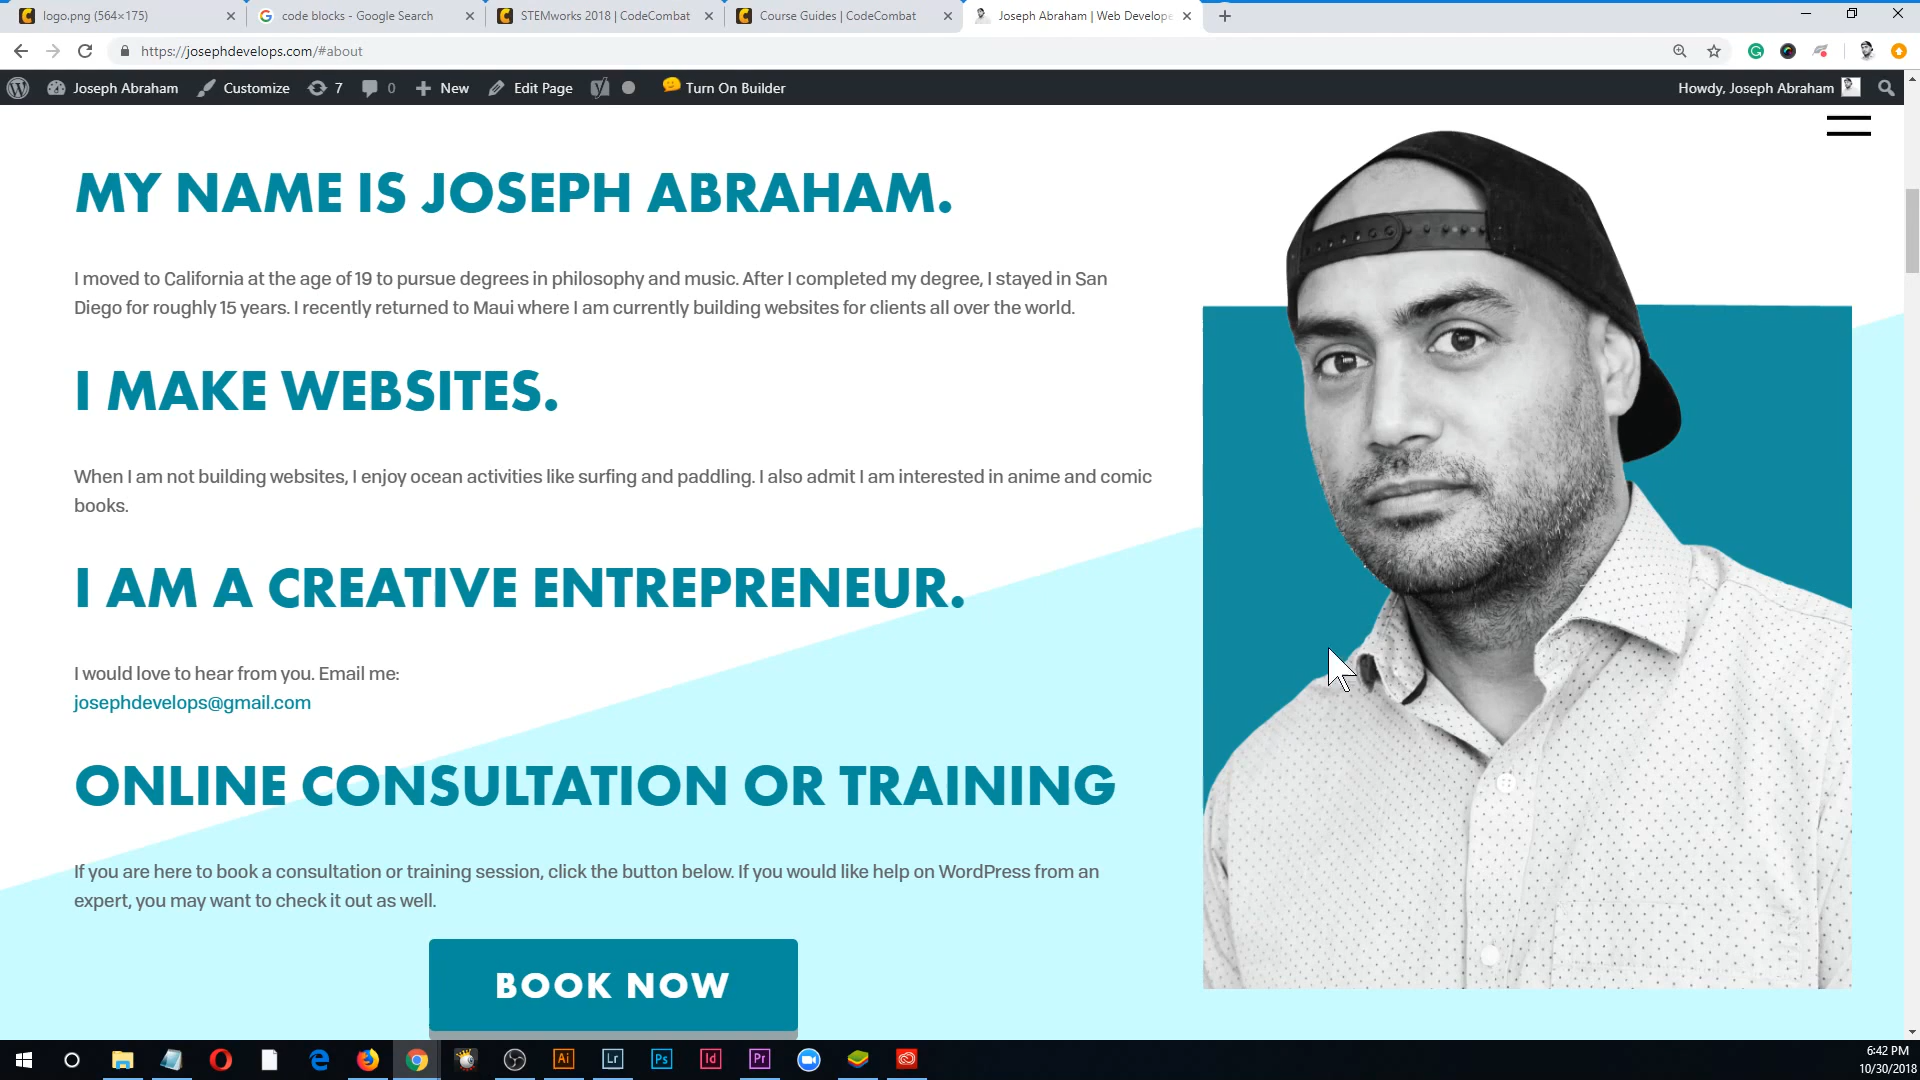 logo.png (564×175)
code blocks - Google Search
STEMworks 2018 | CodeCombat
Course Guides | CodeCombat
Joseph Abraham | Web Develope
https://josephdevelops.com/#about
Joseph Abraham
Customize
7
0
New
Edit Page
Turn On Builder
Howdy, Joseph Abraham
MY NAME IS JOSEPH ABRAHAM.
I moved to California at the age of 19 to pursue degrees in philosophy and music. After I completed my degree, I stayed in San
Diego for roughly 15 years. I recently returned to Maui where I am currently building websites for clients all over the world.
I MAKE WEBSITES.
When I am not building websites, I enjoy ocean activities like surfing and paddling. I also admit I am interested in anime and comic
books.
I AM A CREATIVE ENTREPRENEUR.
I would love to hear from you. Email me:
josephdevelops@gmail.com
ONLINE CONSULTATION OR TRAINING
If you are here to book a consultation or training session, click the button below. If you would like help on WordPress from an
expert, you may want to check it out as well.
BOOK NOW
Ai
Lr
Ps
Id
Pr
6:42 PM
10/30/2018